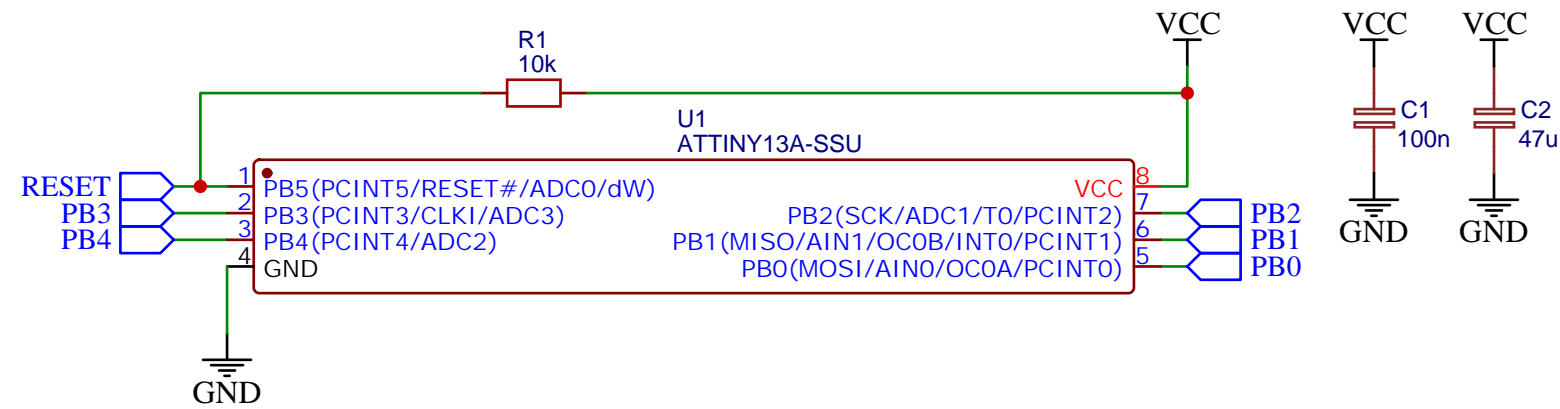 VCC
VCC
VCC
R1
10k
U1
ATTINY13A-SSU
C1
100n
C2
47u
RESET
1
PB5(PCINT5/RESET#/ADC0/dW)
VCC
8
PB3
2
PB3(PCINT3/CLKI/ADC3)
PB2(SCK/ADC1/T0/PCINT2)
7
PB2
PB4
3
PB4(PCINT4/ADC2)
PB1(MISO/AIN1/OC0B/INT0/PCINT1)
6
PB1
4
GND
PB0(MOSI/AIN0/OC0A/PCINT0)
5
PB0
GND
GND
GND